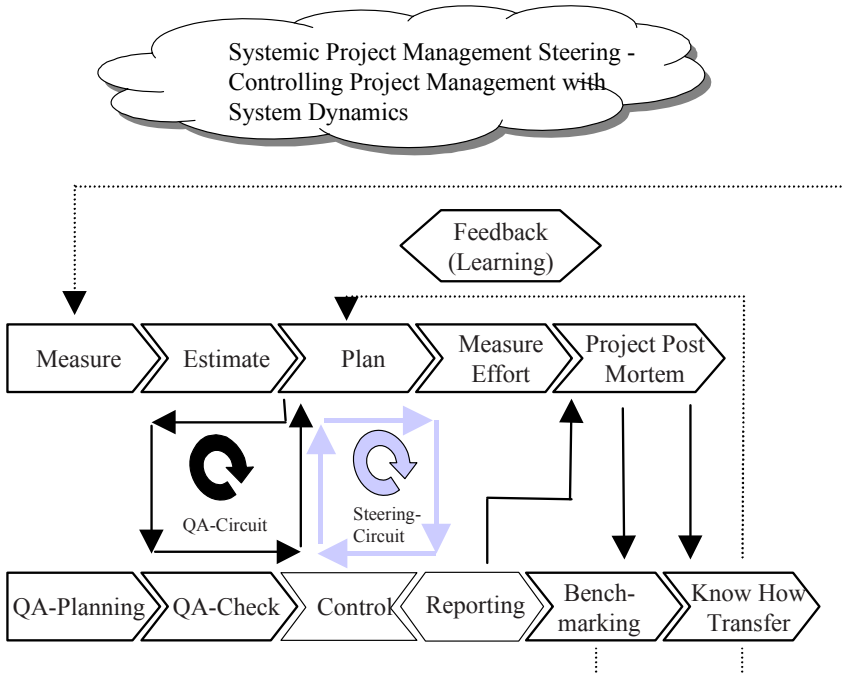 Systemic Project Management Steering -
Controlling Project Management with
System Dynamics
Feedback
(Learning)
Measure
Estimate
Plan
Measure
Effort
Project Post
Mortem
QA-Circuit
Steering-
Circuit
QA-Planning
QA-Check
Control
Reporting
Bench-
marking
Know How
Transfer